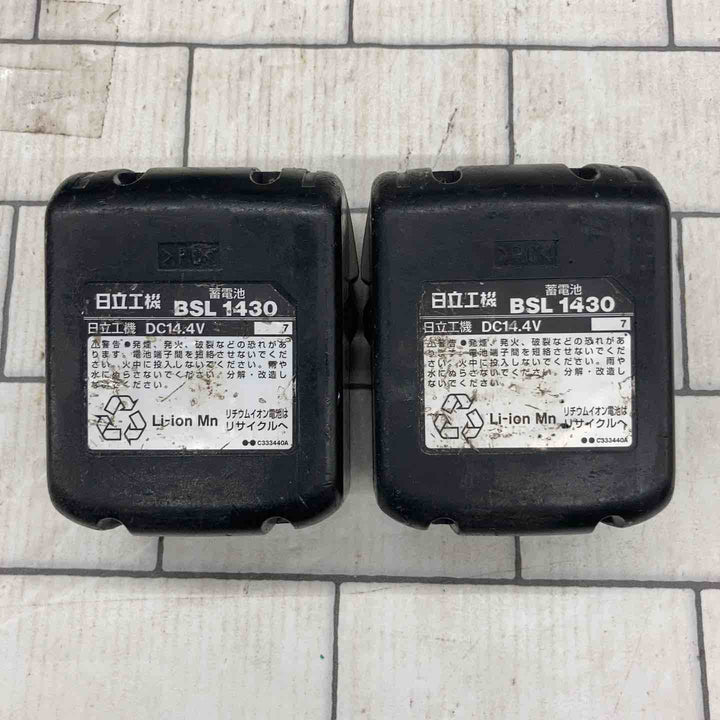 >PC<
日立工機 蓄電池 BSL 1430
日立工機 DC14.4V 7
⚠警告 ●発煙、発火、破裂などの恐れがあ
ります。電池端子間を短絡させないでくだ
さい。火中に投入しないでください。雨や
水にぬらさないでください。分解・改造し
ないでください。
Li-ion Mn リチウムイオン電池は
リサイクルへ
●● C333440A
>PC<
日立工機 蓄電池 BSL 1430
日立工機 DC14.4V 7
⚠警告 ●発煙、発火、破裂などの恐れがあ
ります。電池端子間を短絡させないでくだ
さい。火中に投入しないでください。雨や
水にぬらさないでください。分解・改造し
ないでください。
Li-ion Mn リチウムイオン電池は
リサイクルへ
●● C333440A